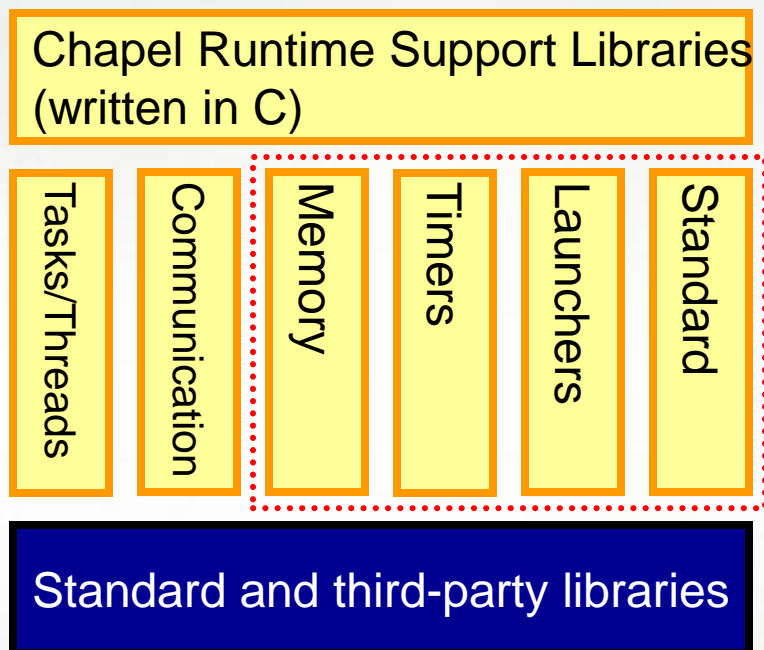 Chapel Runtime Support Libraries
(written in C)
Tasks/Threads
Communication
Memory
Timers
Launchers
Standard
Standard and third-party libraries